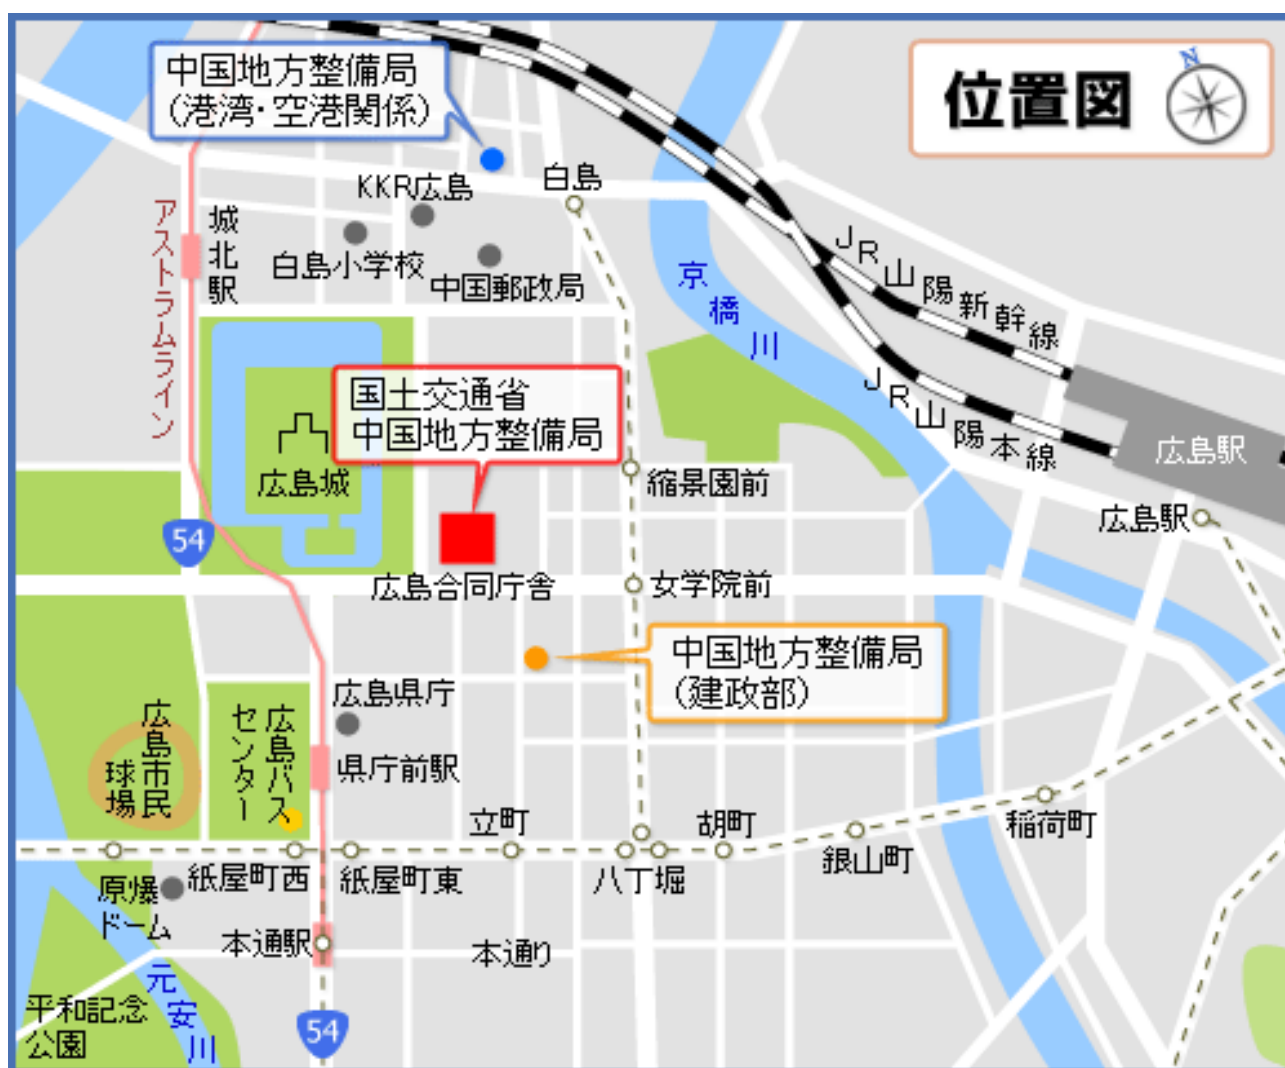 中国地方整備局
(港湾・空港関係)
位置図
N
KKR広島
白島
アストラムライン
城北駅
白島小学校
中国郵政局
京橋川
JR山陽新幹線
JR山陽本線
広島駅
国土交通省
中国地方整備局
広島城
縮景園前
広島駅
54
広島合同庁舎
女学院前
中国地方整備局
(建政部)
広島県庁
広島市民
球場
広島バス
センター
県庁前駅
立町
胡町
稲荷町
銀山町
紙屋町西
紙屋町東
八丁堀
原爆
ドーム
本通駅
本通り
元安川
平和記念
公園
54